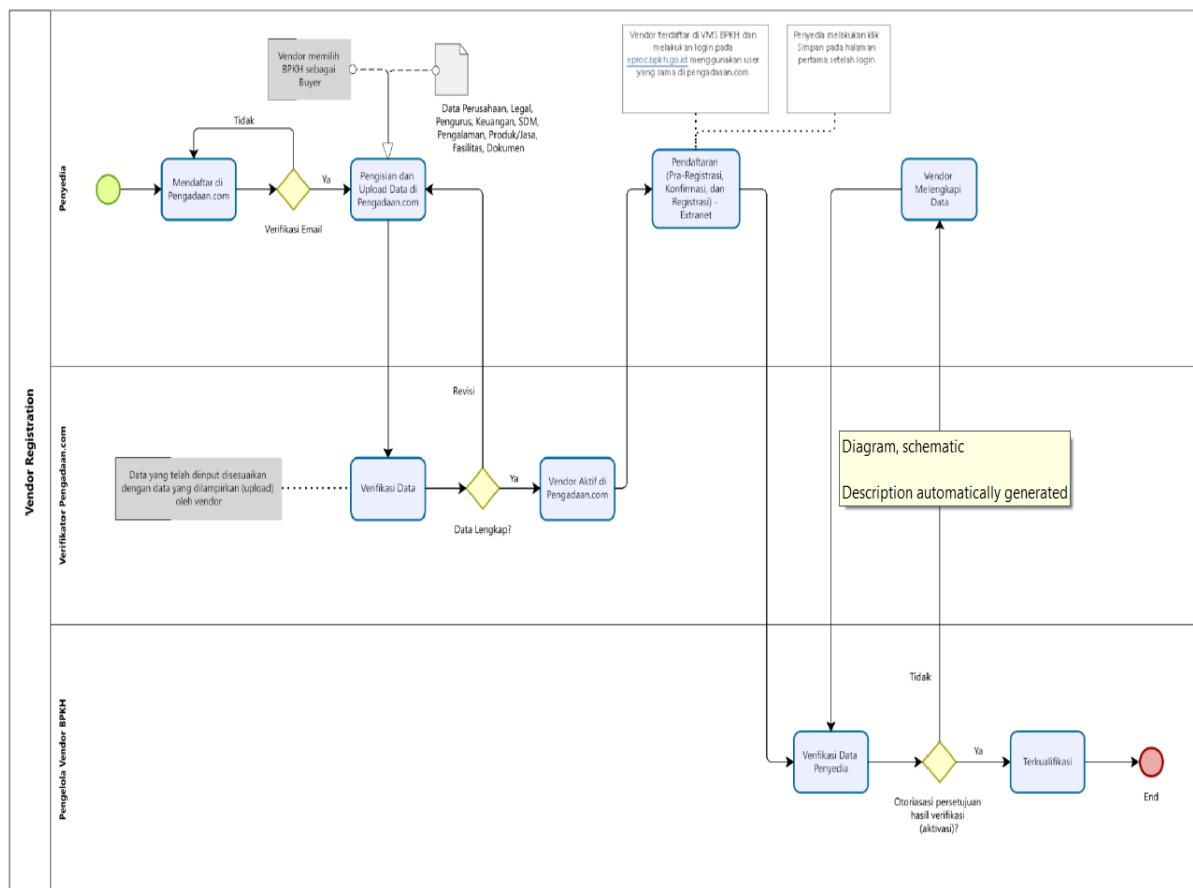 Vendor Registration
Penyedia
Vendor memilih
BPKH sebagai
Buyer
Data Perusahaan, Legal,
Pengurus, Keuangan, SDM,
Pengalaman, Produk/Jasa,
Fasilitas, Dokumen
Vendor terdaftar di VMS BPKH dan
melakukan login pada
eproc.bpkh.go.id menggunakan user
yang sama di pengadaaan.com
Penyedia melakukan klik
Simpan pada halaman
pertama setelah login
Tidak
Mendaftar di
Pengadaan.com
Ya
Verifikasi Email
Pengisian dan
Upload Data di
Pengadaan.com
Pendaftaran
(Pra-Registrasi,
Konfirmasi, dan
Registrasi) -
Extranet
Vendor
Melengkapi
Data
Verifikator Pengadaan.com
Revisi
Data yang telah diinput disesuaikan
dengan data yang dilampirkan (upload)
oleh vendor
Verifikasi Data
Ya
Data Lengkap?
Vendor Aktif di
Pengadaan.com
Diagram, schematic
Description automatically generated
Pengelola Vendor BPKH
Tidak
Verifikasi Data
Penyedia
Ya
Otoriasasi persetujuan
hasil verifikasi
(aktivasi)?
Terkualifikasi
End